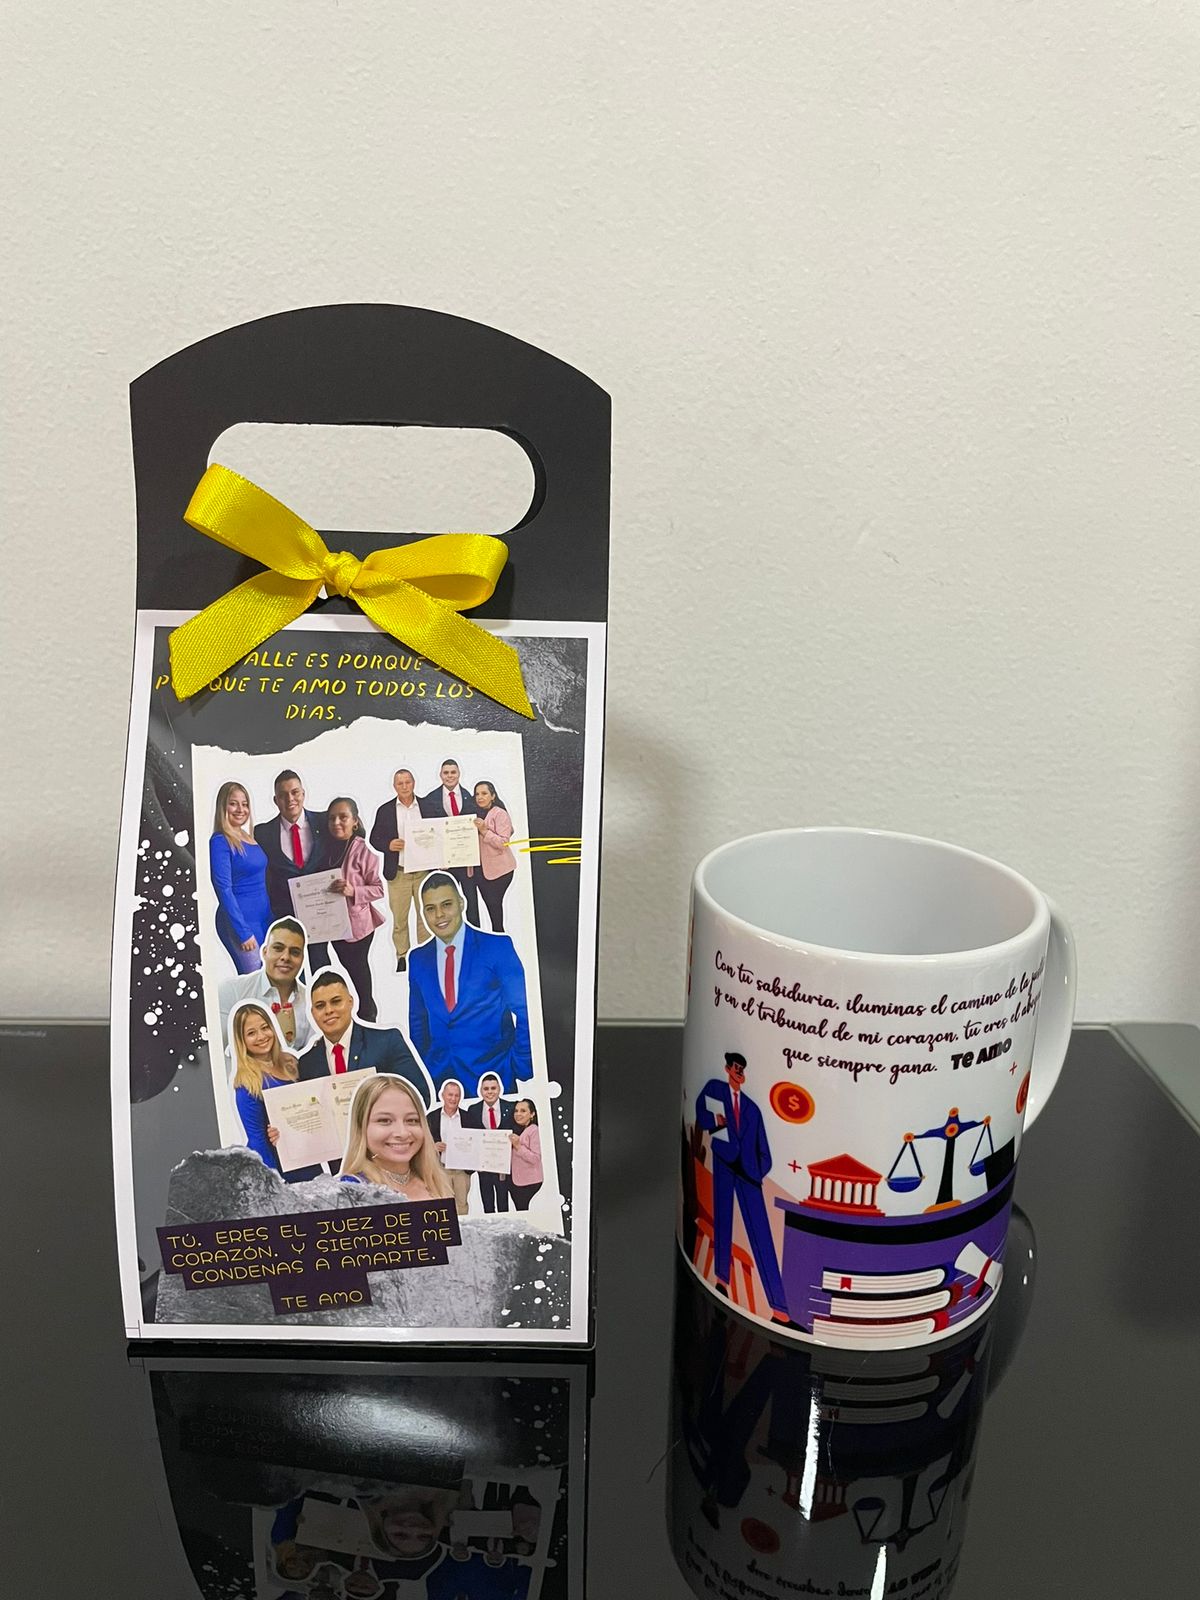 ALLE ES PORQUE
QUE TE AMO TODOS LOS
DÍAS.
TÚ. ERES EL JUEZ DE MI
CORAZÓN. Y SIEMPRE ME
CONDENAS A AMARTE.
TE AMO
Con tu sabiduria. iluminas el camino de la
y en el tribunal de mi corazon. tu eres el
que siempre gana. TE AMO
$